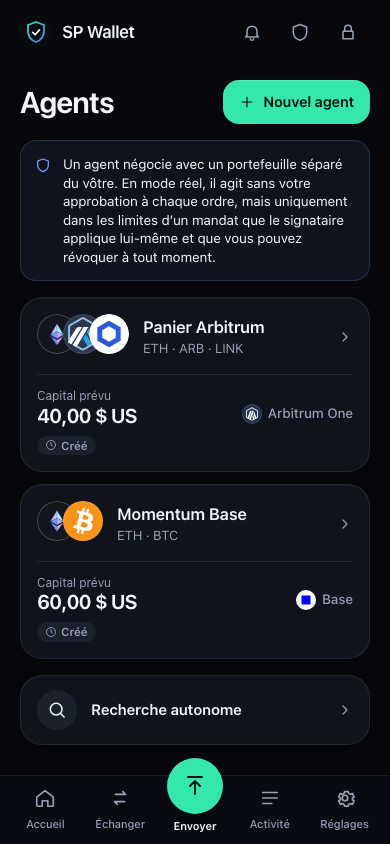 SP Wallet
Agents
Nouvel agent
Un agent négocie avec un portefeuille séparé
du vôtre. En mode réel, il agit sans votre
approbation à chaque ordre, mais uniquement
dans les limites d'un mandat que le signataire
applique lui-même et que vous pouvez
révoquer à tout moment.
Panier Arbitrum
ETH · ARB · LINK
Capital prévu
40,00 $ US
Arbitrum One
Créé
Momentum Base
ETH · BTC
Capital prévu
60,00 $ US
Base
Créé
Recherche autonome
Accueil
Échanger
Envoyer
Activité
Réglages